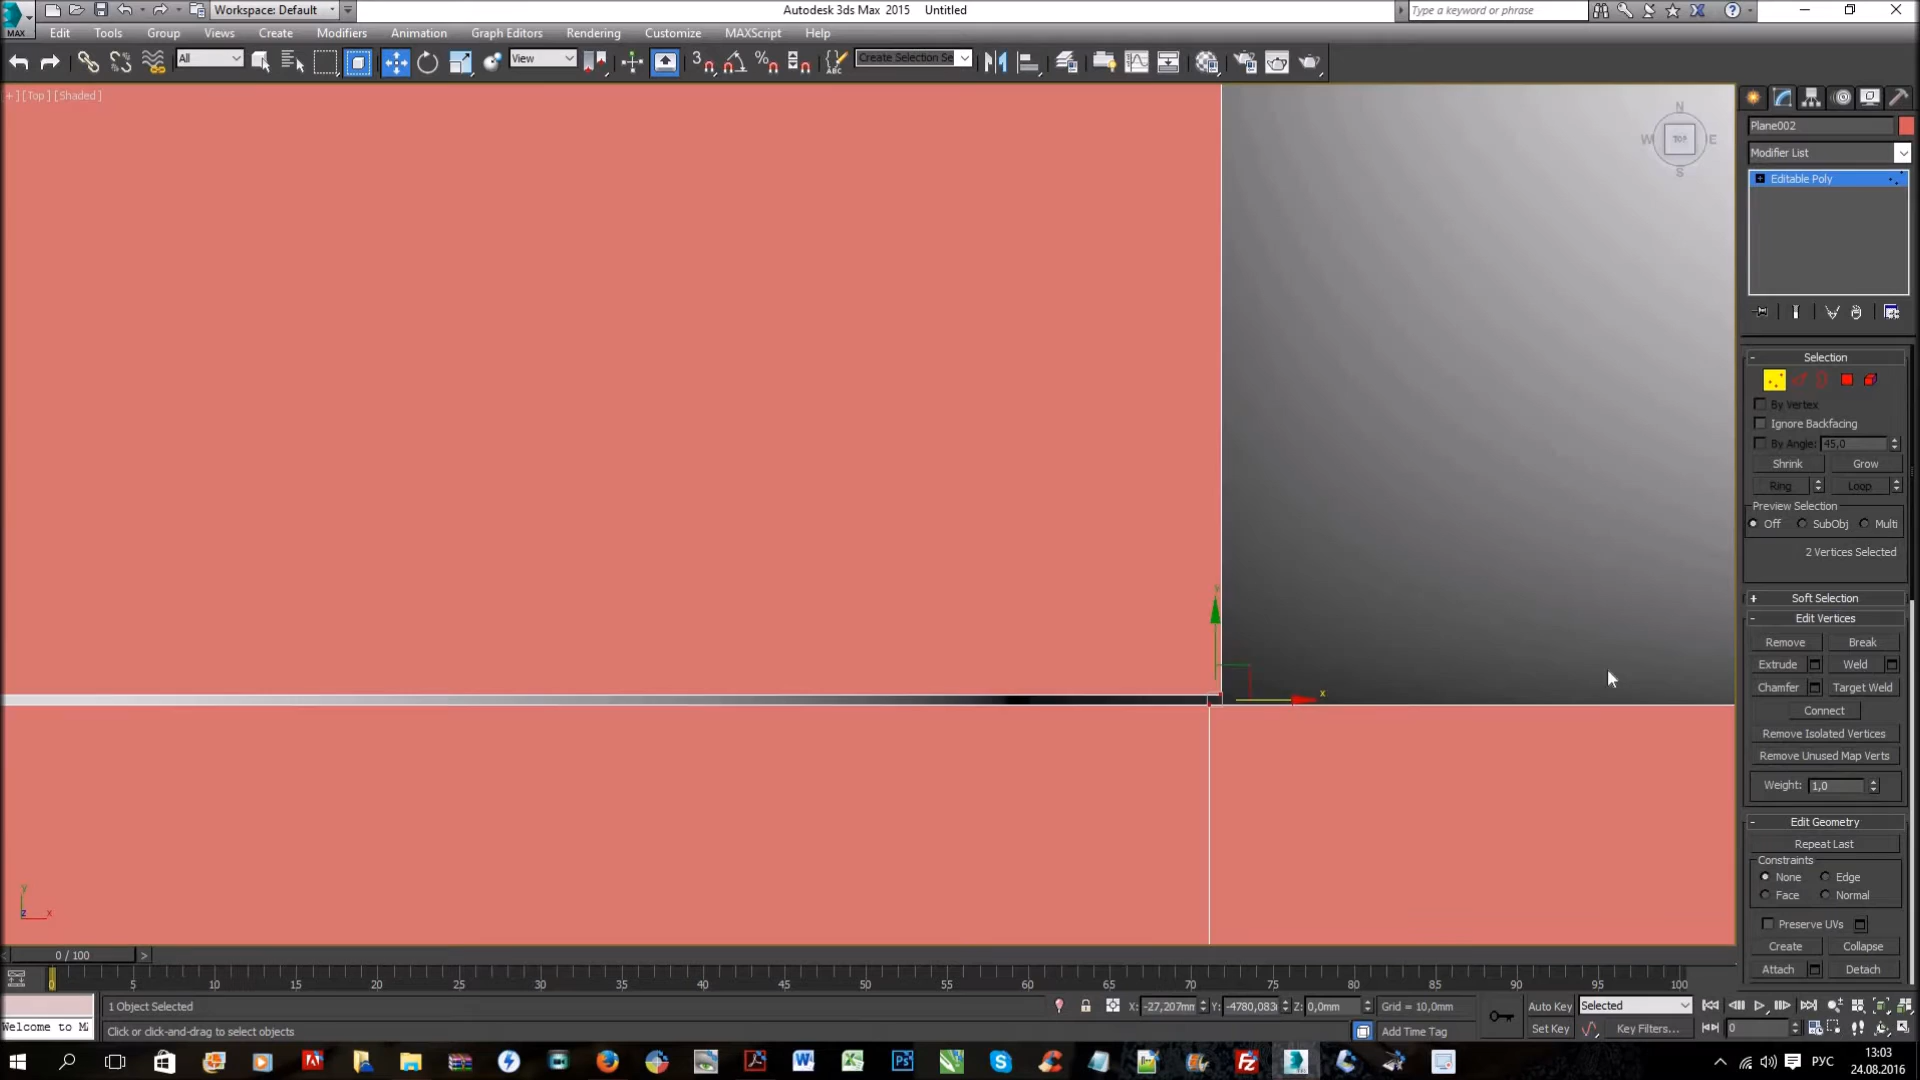 Workspace: Default
Autodesk 3ds Max 2015
Untitled
Type a keyword or phrase
MAX
Edit
Tools
Group
Views
Create
Modifiers
Animation
Graph Editors
Rendering
Customize
MAXScript
Help
All
View
3
Create Selection Se
+ ] [Top ] [Shaded ]
N
W
TOP
E
S
Plane002
Modifier List
Editable Poly
Selection
By Vertex
Ignore Backfacing
By Angle: 45,0
Shrink
Grow
Ring
Loop
Preview Selection
Off
SubObj
Multi
2 Vertices Selected
Soft Selection
Edit Vertices
Remove
Break
Extrude
Weld
Chamfer
Target Weld
Connect
Remove Isolated Vertices
Remove Unused Map Verts
Weight: 1,0
Edit Geometry
Repeat Last
Constraints
None
Edge
Face
Normal
Preserve UVs
Create
Collapse
Attach
Detach
y
x
y
z
x
0 / 100
0 5 10 15 20 25 30 35 40 45 50 55 60 65 70 75 80 85 90 95 100
1 Object Selected
X: -27,207mm
Y: -4780,083
Z: 0,0mm
Grid = 10,0mm
Auto Key
Selected
Welcome to M
Click or click-and-drag to select objects
Add Time Tag
Set Key
Key Filters...
0
РУС
13:03
24.08.2016